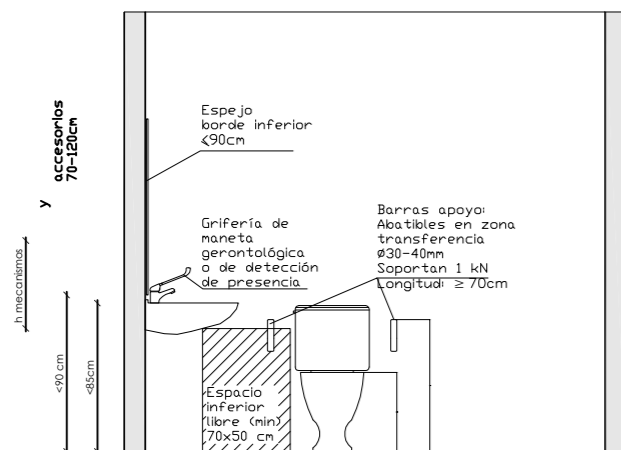 Espejo
borde inferior
≤90cm
accesorios
70-120cm
y
h mecanismos
Grifería de
maneta
gerontológica
o de detección
de presencia
Barras apoyo:
Abatibles en zona
transferencia
Ø30-40mm
Soportan 1 kN
Longitud: ≥ 70cm
<90 cm
<85cm
Espacio
inferior
libre (min)
70x50 cm